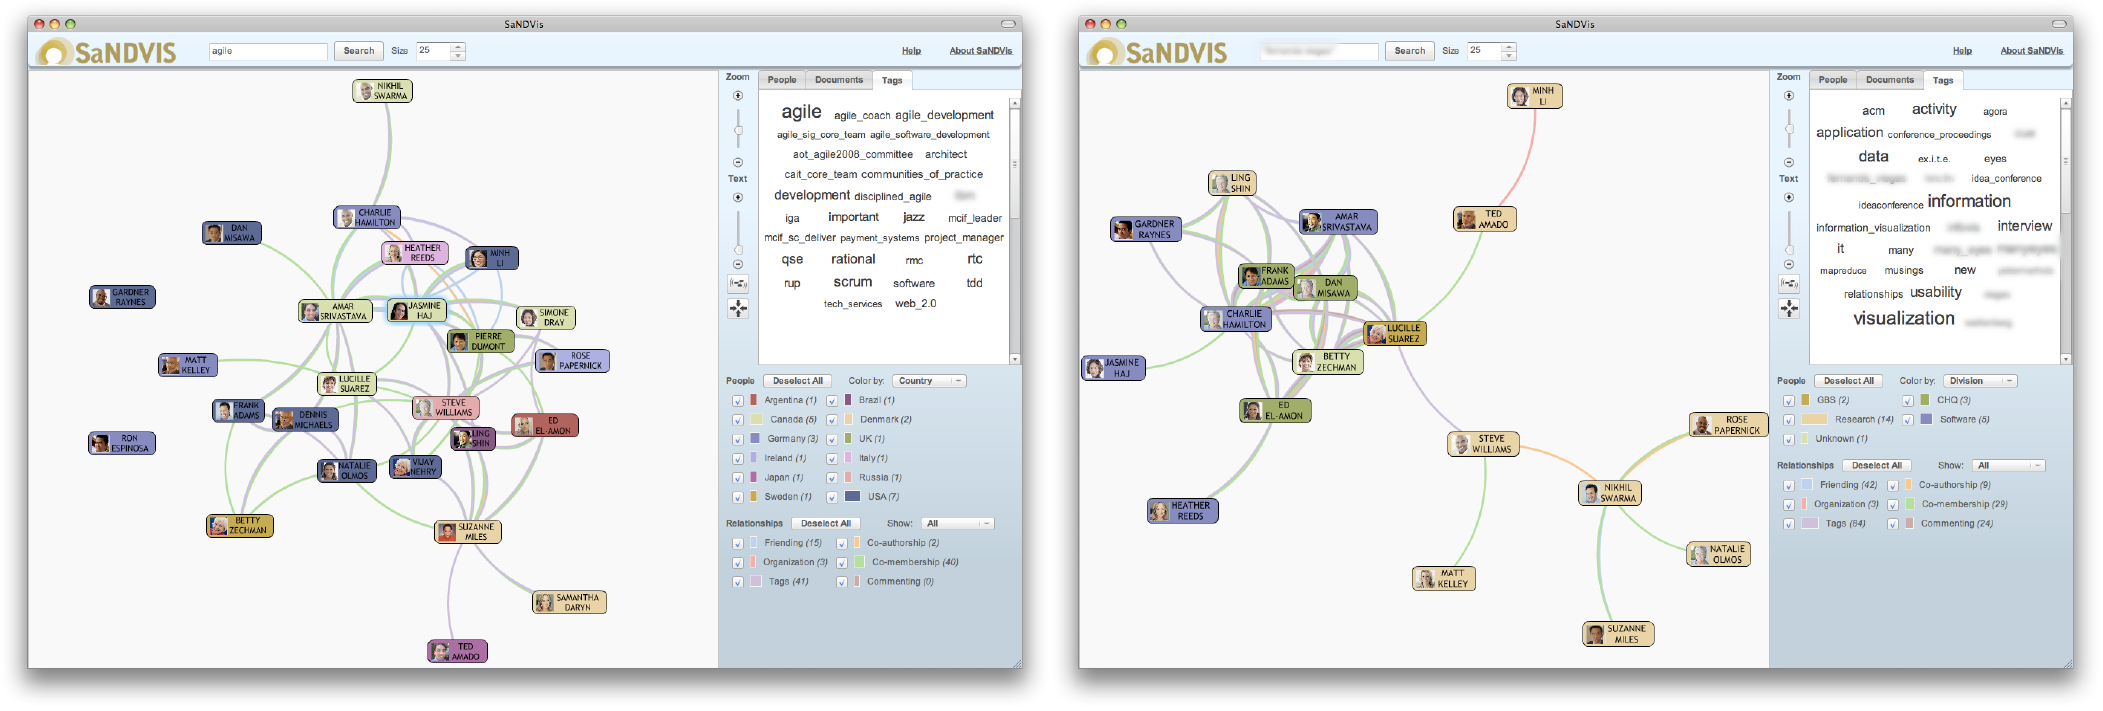 SaNDVis
SaNDVIS
agile
Search
Size
25
Help
About SaNDVis
NIKHIL
SWARMA
CHARLIE
HAMILTON
DAN
MISAWA
HEATHER
REEDS
MINH
LI
GARDNER
RAYNES
AMAR
SRIVASTAVA
JASMINE
HAJ
SIMONE
DRAY
PIERRE
DUMONT
ROSE
PAPERNICK
MATT
KELLEY
LUCILLE
SUAREZ
FRANK
ADAMS
DENNIS
MICHAELS
STEVE
WILLIAMS
ED
EL-AMON
LING
SHIN
RON
ESPINOSA
NATALIE
OLMOS
VIJAY
NEHRY
BETTY
ZECHMAN
SUZANNE
MILES
SAMANTHA
DARYN
TED
AMADO
Zoom
Text
People
Documents
Tags
agile agile_coach agile_development
agile_sig_core_team agile_software_development
aot_agile2008_committee architect
cait_core_team communities_of_practice
development disciplined_agile
iga important jazz mcif_leader
mcif_sc_deliver payment_systems project_manager
qse rational rmc rtc
rup scrum software tdd
tech_services web_2.0
People Deselect All Color by: Country
Argentina (1) Brazil (1)
Canada (5) Denmark (2)
Germany (3) UK (1)
Ireland (1) Italy (1)
Japan (1) Russia (1)
Sweden (1) USA (7)
Relationships Deselect All Show: All
Friending (15) Co-authorship (2)
Organization (3) Co-membership (40)
Tags (41) Commenting (0)
SaNDVis
SaNDVIS
Search
Size
25
Help
About SaNDVis
MINH
LI
LING
SHIN
GARDNER
RAYNES
AMAR
SRIVASTAVA
TED
AMADO
FRANK
ADAMS
DAN
MISAWA
CHARLIE
HAMILTON
LUCILLE
SUAREZ
JASMINE
HAJ
BETTY
ZECHMAN
ED
EL-AMON
STEVE
WILLIAMS
ROSE
PAPERNICK
HEATHER
REEDS
NIKHIL
SWARMA
MATT
KELLEY
NATALIE
OLMOS
SUZANNE
MILES
Zoom
Text
People
Documents
Tags
acm activity agora
application conference_proceedings
data ex.i.t.e. eyes
idea_conference
ideaconference information
information_visualization interview
it many
mapreduce musings new
relationships usability
visualization
People Deselect All Color by: Division
GBS (2) CHQ (3)
Research (14) Software (5)
Unknown (1)
Relationships Deselect All Show: All
Friending (42) Co-authorship (9)
Organization (3) Co-membership (29)
Tags (84) Commenting (24)